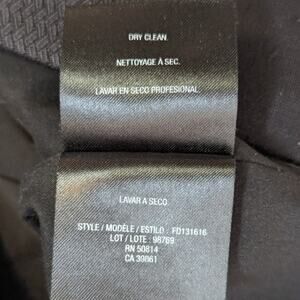 DRY CLEAN.
NETTOYAGE À SEC.
LAVAR EN SECO PROFESIONAL.
LAVAR A SECO.
STYLE / MODÈLE / ESTILO : FD131616
LOT / LOTE : 98769
RN 50814
CA 39861